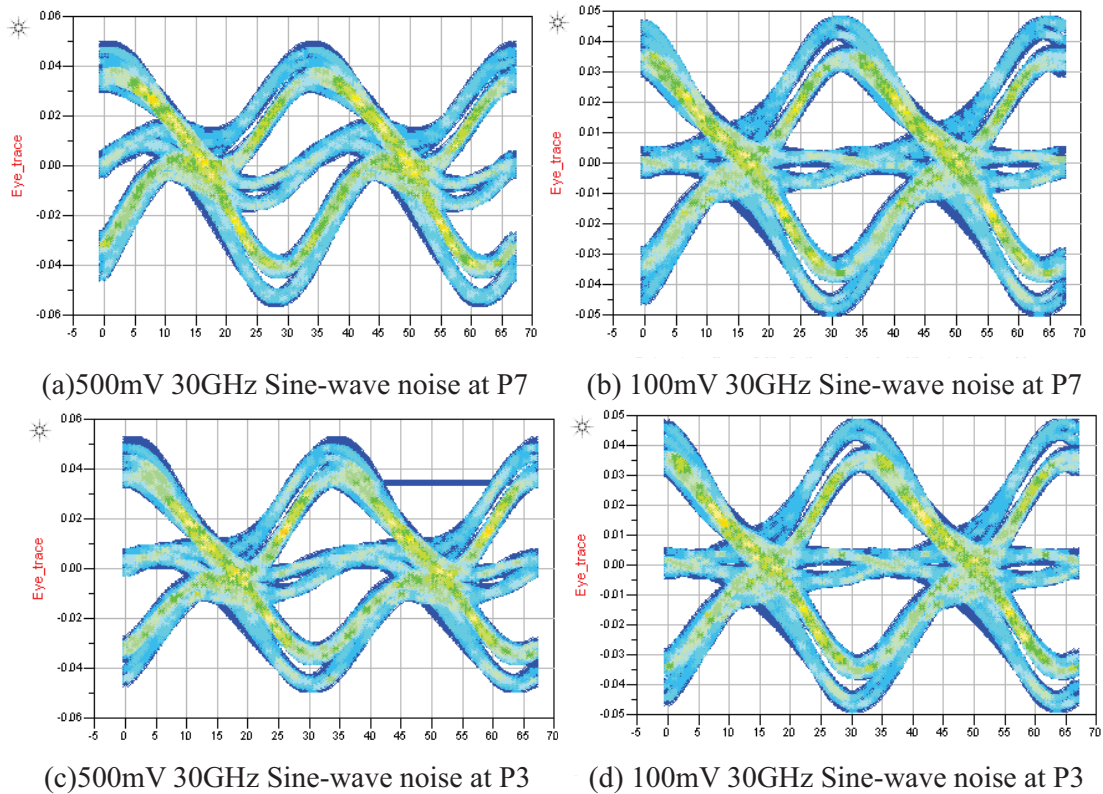 0.06 0.04 0.02 0.00 -0.02 -0.04 -0.06
Eye_trace
-5 0 5 10 15 20 25 30 35 40 45 50 55 60 65 70
0.05 0.04 0.03 0.02 0.01 0.00 -0.01 -0.02 -0.03 -0.04 -0.05
Eye_trace
-5 0 5 10 15 20 25 30 35 40 45 50 55 60 65 70
(a)500mV 30GHz Sine-wave noise at P7
(b) 100mV 30GHz Sine-wave noise at P7
0.06 0.04 0.02 0.00 -0.02 -0.04 -0.06
Eye_trace
-5 0 5 10 15 20 25 30 35 40 45 50 55 60 65 70
0.05 0.04 0.03 0.02 0.01 0.00 -0.01 -0.02 -0.03 -0.04 -0.05
Eye_trace
-5 0 5 10 15 20 25 30 35 40 45 50 55 60 65 70
(c)500mV 30GHz Sine-wave noise at P3
(d) 100mV 30GHz Sine-wave noise at P3